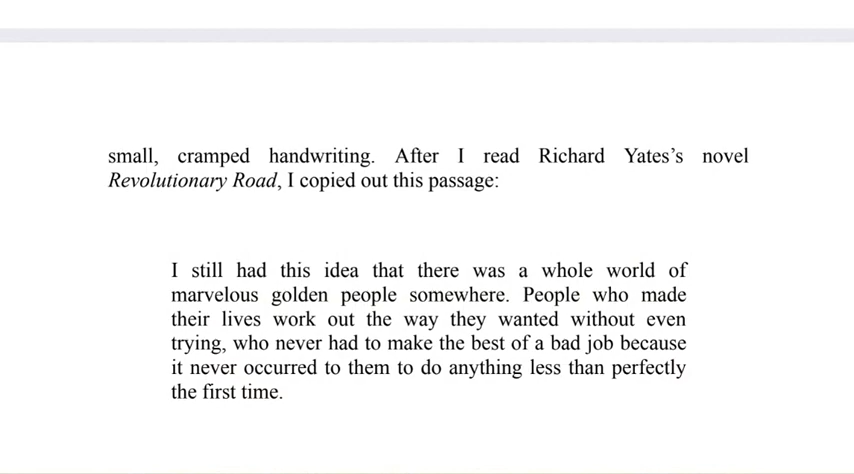 small, cramped handwriting. After I read Richard Yates’s novel
Revolutionary Road, I copied out this passage:
I still had this idea that there was a whole world of
marvelous golden people somewhere. People who made
their lives work out the way they wanted without even
trying, who never had to make the best of a bad job because
it never occurred to them to do anything less than perfectly
the first time.